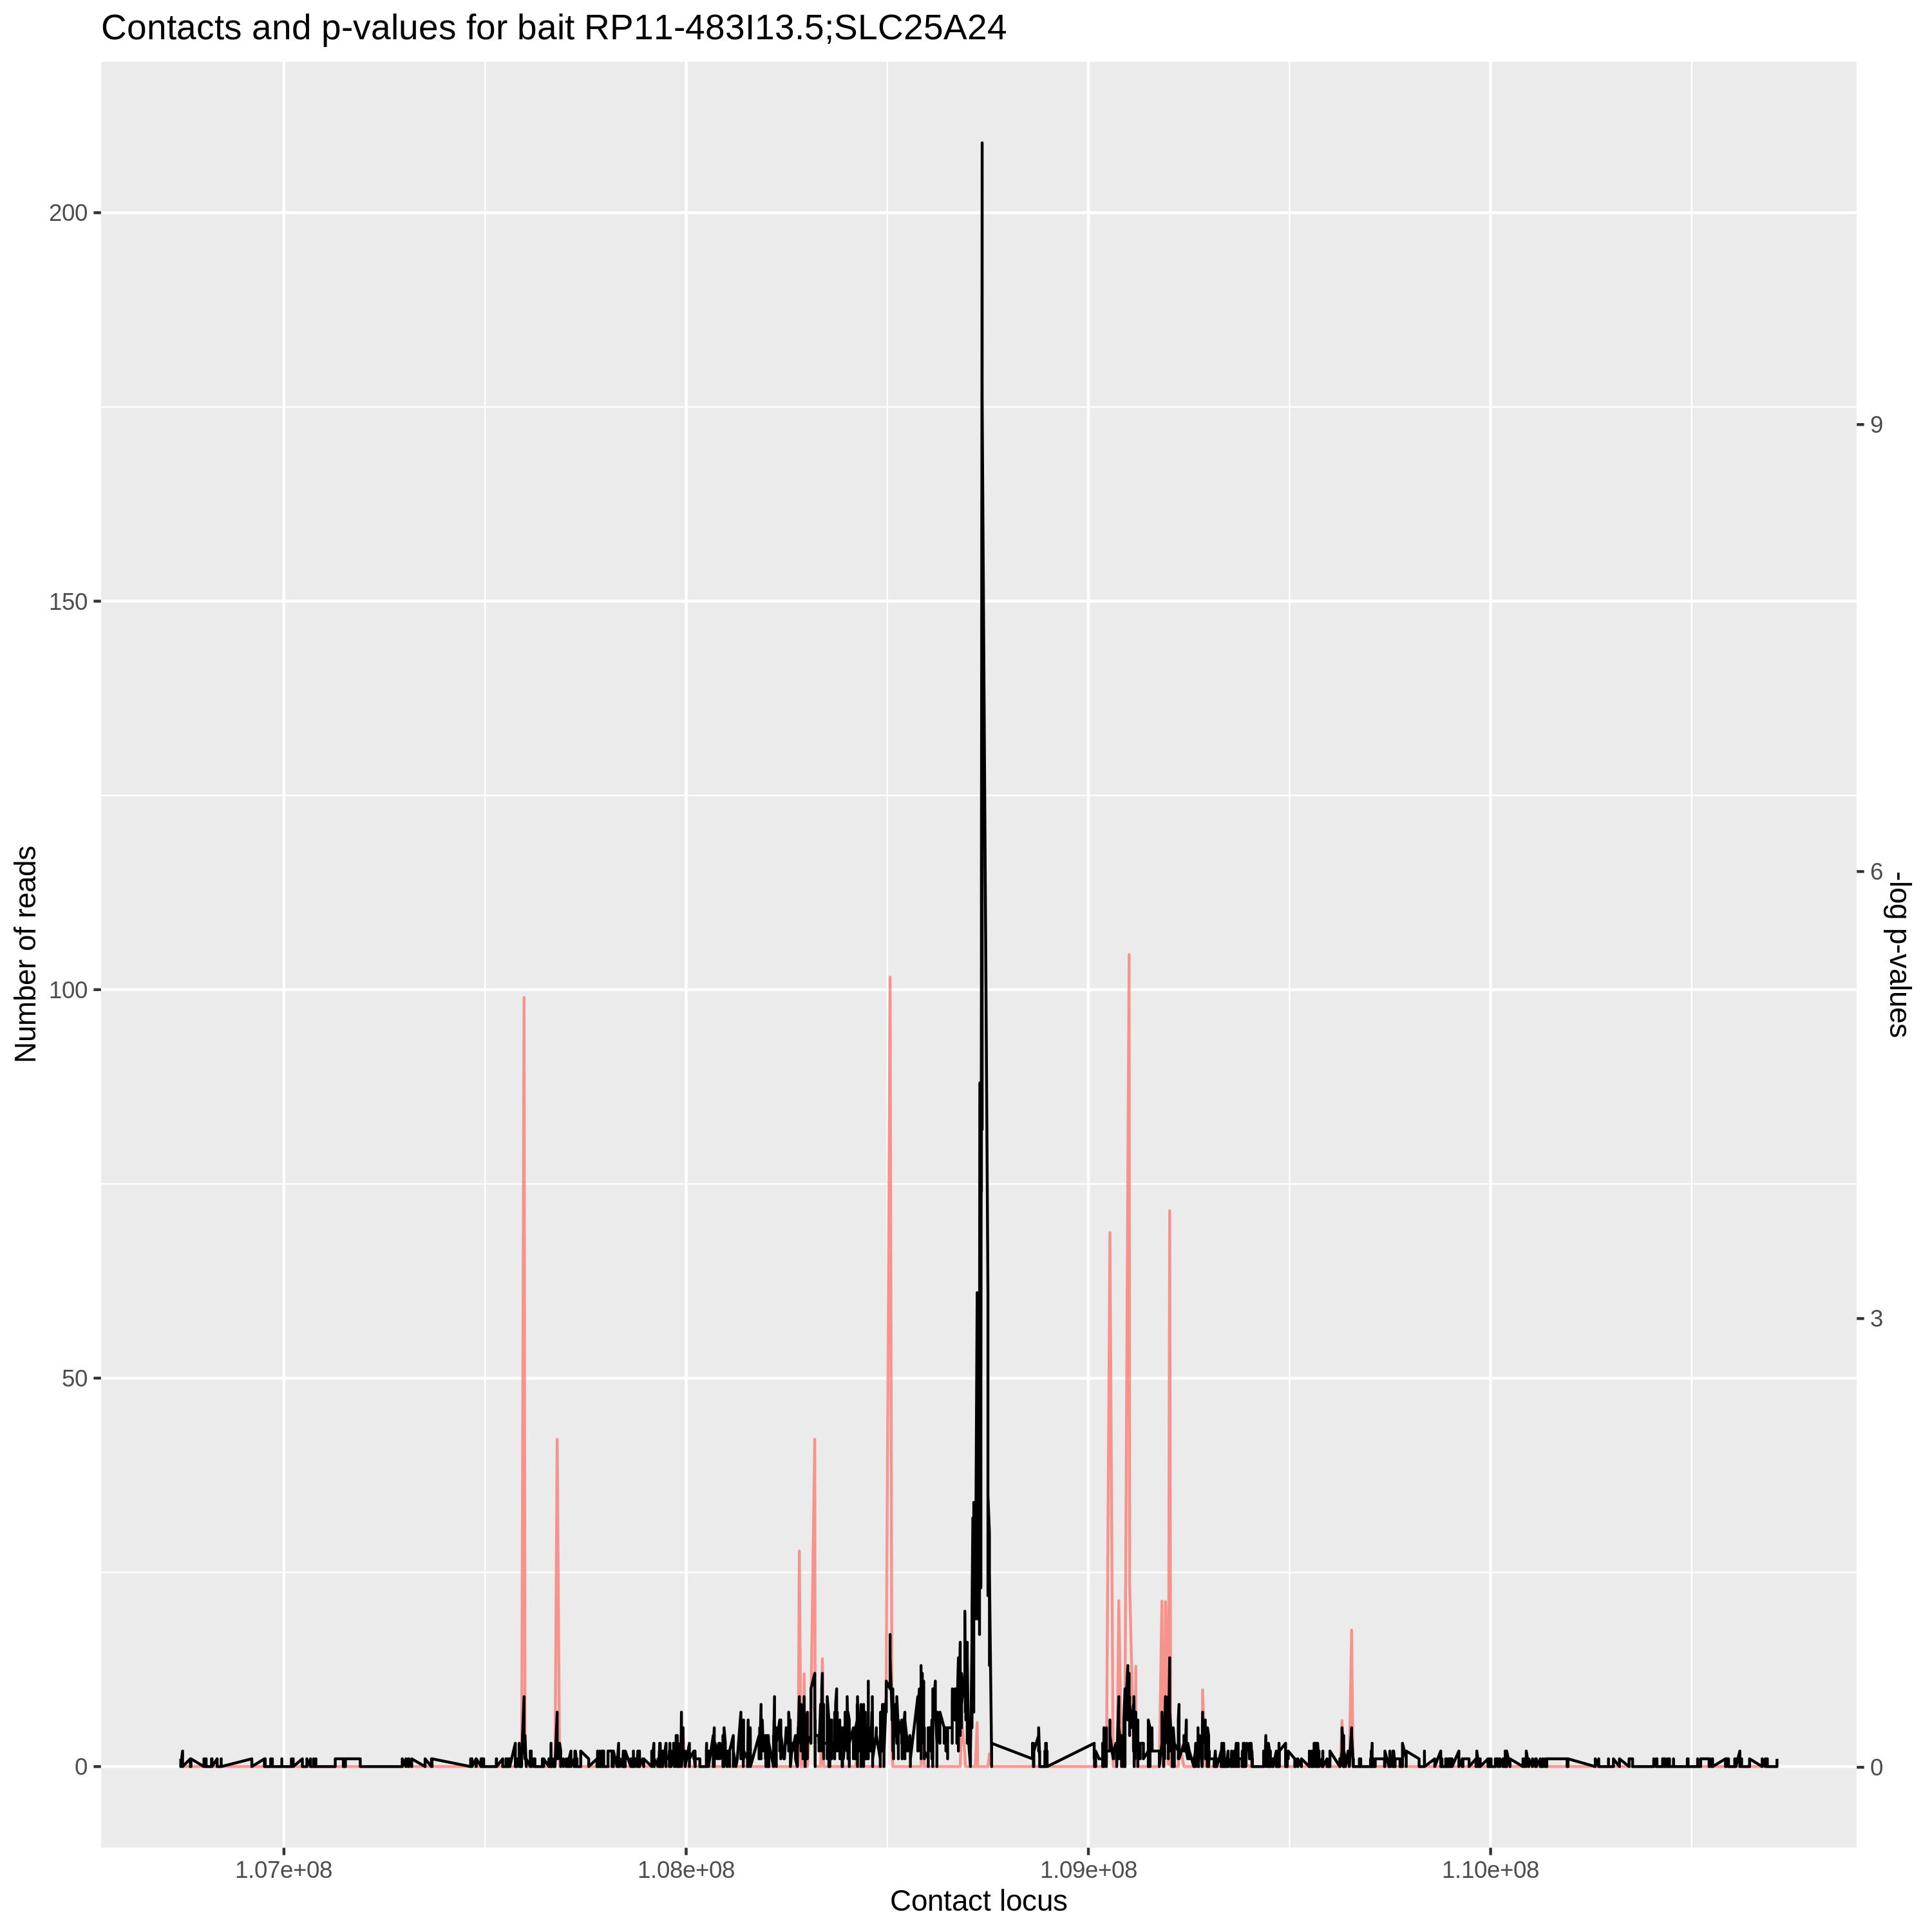 Contacts and p-values for bait RP11-483I13.5;SLC25A24
200
150
100
50
0
9
6
3
0
Number of reads
-log p-values
1.07e+08
1.08e+08
1.09e+08
1.10e+08
Contact locus